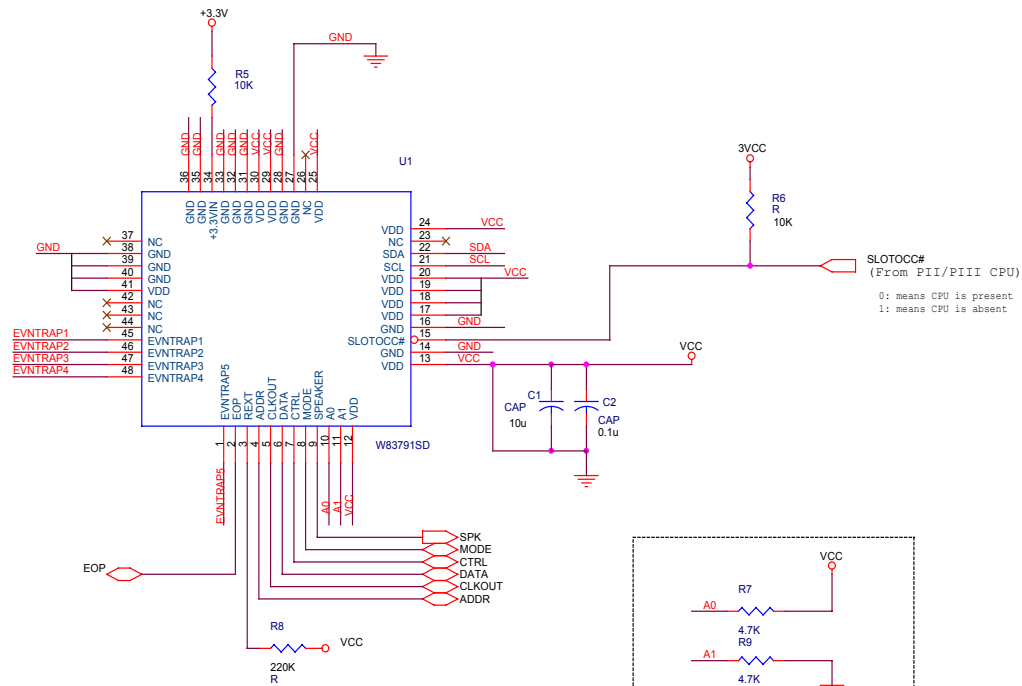 +3.3V
GND
R5
10K
GND
GND
GND
GND
GND
VCC
VCC
GND
VCC
U1
36
35
34
33
32
31
30
29
28
27
26
25
GND
GND
+3.3VIN
GND
GND
GND
VDD
VDD
GND
GND
NC
VDD
3VCC
R6
R
10K
SLOTOCC#
(From PII/PIII CPU)
0: means CPU is present
1: means CPU is absent
GND
37 NC
38 GND
39 GND
40 GND
41 VDD
42 NC
43 NC
44 NC
EVNTRAP1 45 EVNTRAP1
EVNTRAP2 46 EVNTRAP2
EVNTRAP3 47 EVNTRAP3
EVNTRAP4 48 EVNTRAP4
VDD 24 VCC
NC 23
SDA 22 SDA
SCL 21 SCL
VDD 20 VCC
VDD 19
VDD 18
VDD 17
GND 16 GND
SLOTOCC# 15
GND 14 GND
VDD 13 VCC
VCC
C1
CAP
10u
C2
CAP
0.1u
EVNTRAP5
EOP
REXT
ADDR
CLKOUT
DATA
CTRL
MODE
SPEAKER
A0
A1
VDD
1
2
3
4
5
6
7
8
9
10
11
12
W83791SD
EVNTRAP5
A0
A1
VCC
SPK
MODE
CTRL
DATA
CLKOUT
ADDR
EOP
R8
VCC
220K
R
VCC
R7
A0
4.7K
R9
A1
4.7K